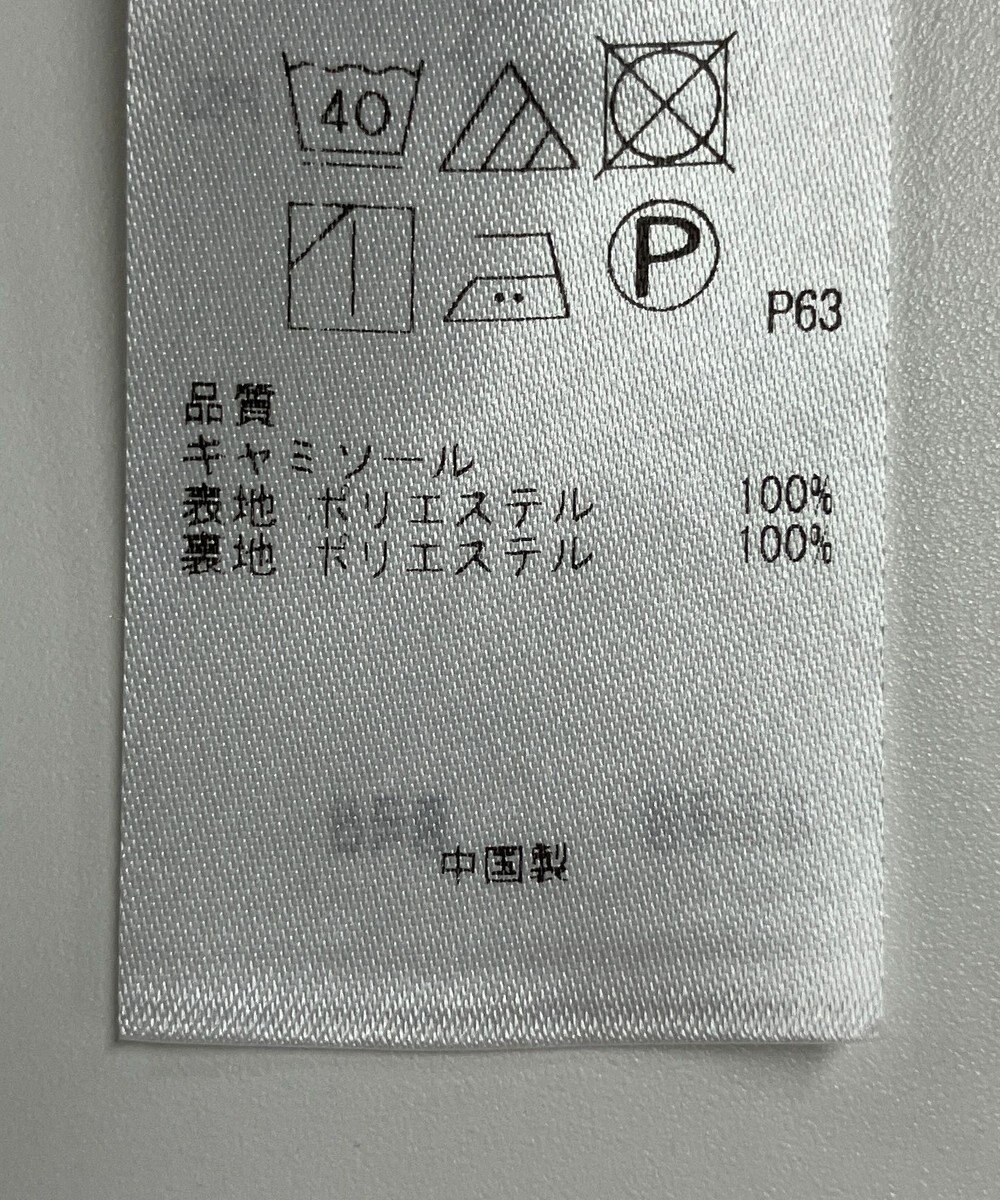 40
P
P63
品質
キャミソール
表地 ポリエステル 100%
裏地 ポリエステル 100%
中国製